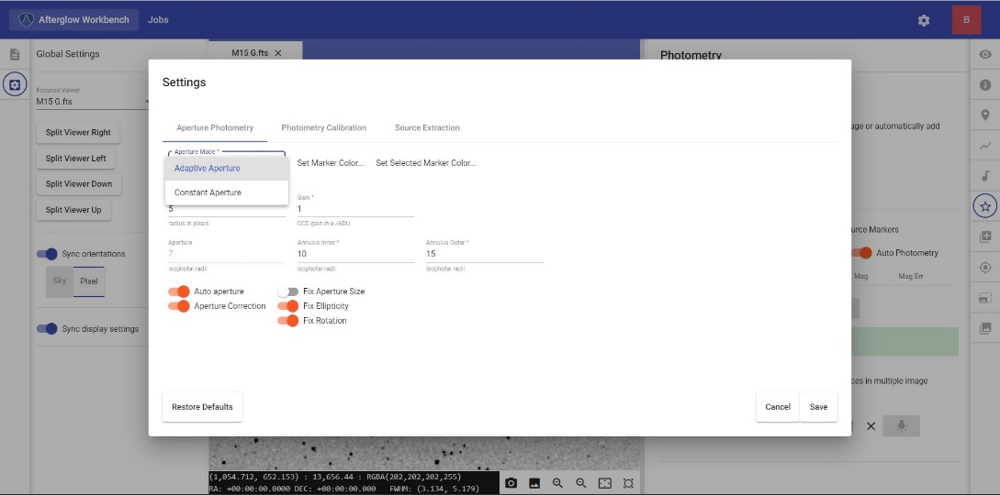 Afterglow Workbench
Jobs
B
Global Settings
M15 G.fts
Photometry
Focused Viewer
M15 G.fts
Split Viewer Right
Split Viewer Left
Split Viewer Down
Split Viewer Up
Sync orientations
Sky
Pixel
Sync display settings
Settings
Aperture Photometry
Photometry Calibration
Source Extraction
Aperture Mode *
Adaptive Aperture
Constant Aperture
Set Marker Color...
Set Selected Marker Color...
5
radius in pixels
Gain *
1
CCD gain in e-/ADU
Aperture
7
isophotal radii
Annulus Inner *
10
isophotal radii
Annulus Outer *
15
isophotal radii
Auto aperture
Fix Aperture Size
Aperture Correction
Fix Ellipticity
Fix Rotation
Restore Defaults
Cancel
Save
age or automatically add
urce Markers
Auto Photometry
Mag
Mag Err
ces in multiple image
(1,054.712, 652.153) : 13,656.44 : RGBA(202,202,202,255)
RA: +00:00:00.0000 DEC: +00:00:00.000 FWHM: (3.134, 5.179)